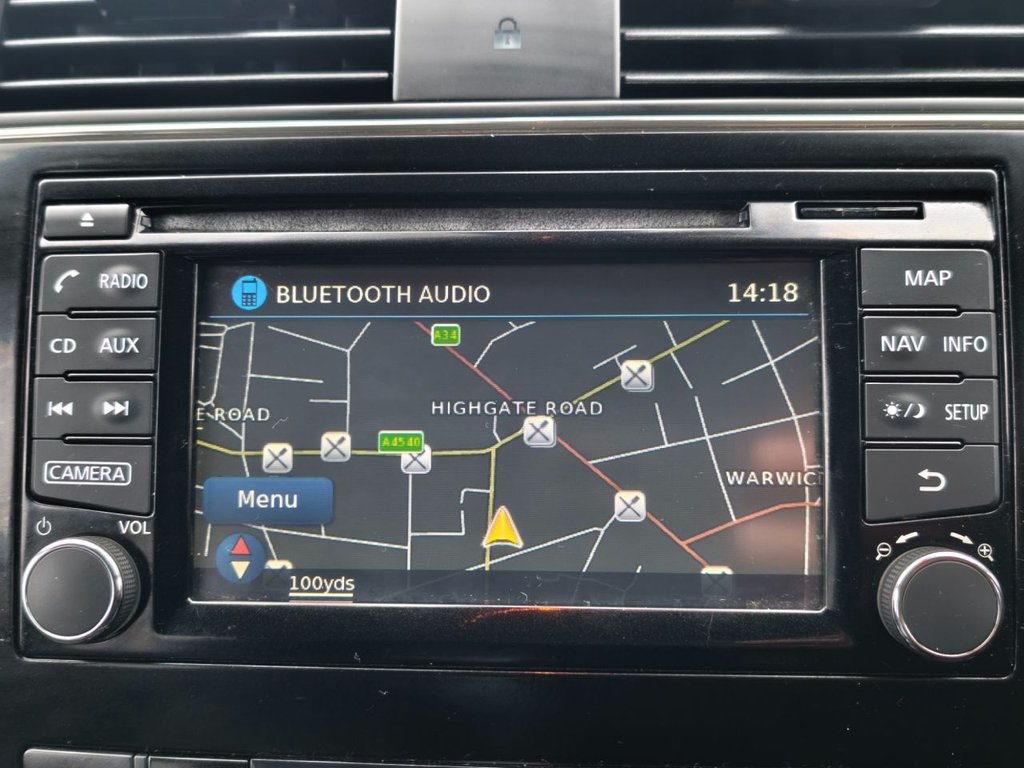 BLUETOOTH AUDIO
14:18
A34
HIGHGATE ROAD
E ROAD
A4540
WARWIC
Menu
100yds
RADIO
CD
AUX
CAMERA
VOL
MAP
NAV
INFO
SETUP